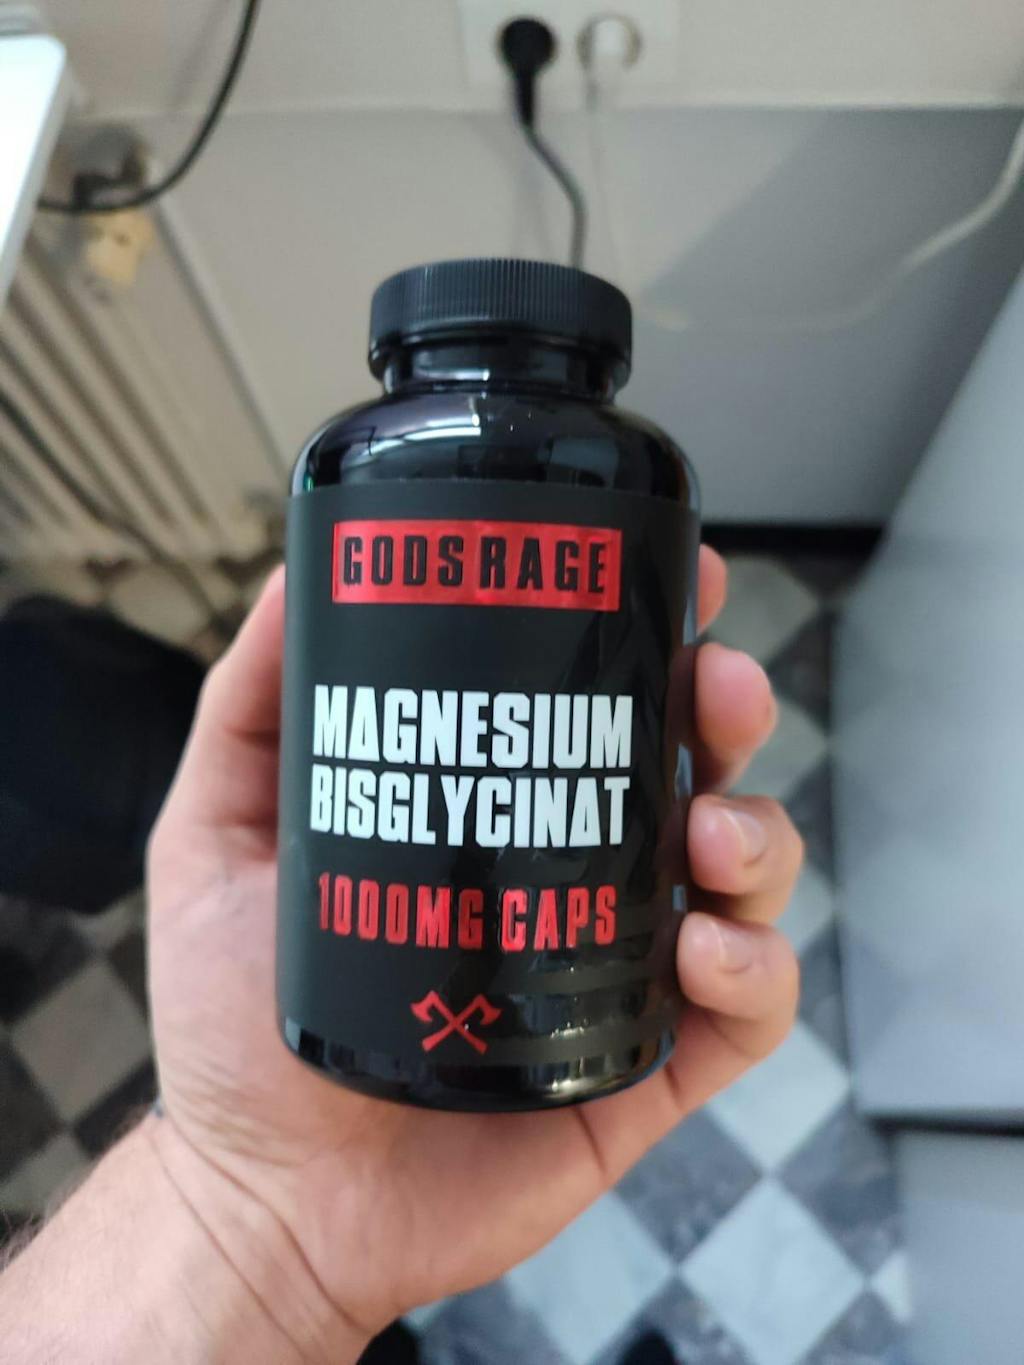 GODSRAGE
MAGNESIUM
BISGLYCINAT
1000MG CAPS